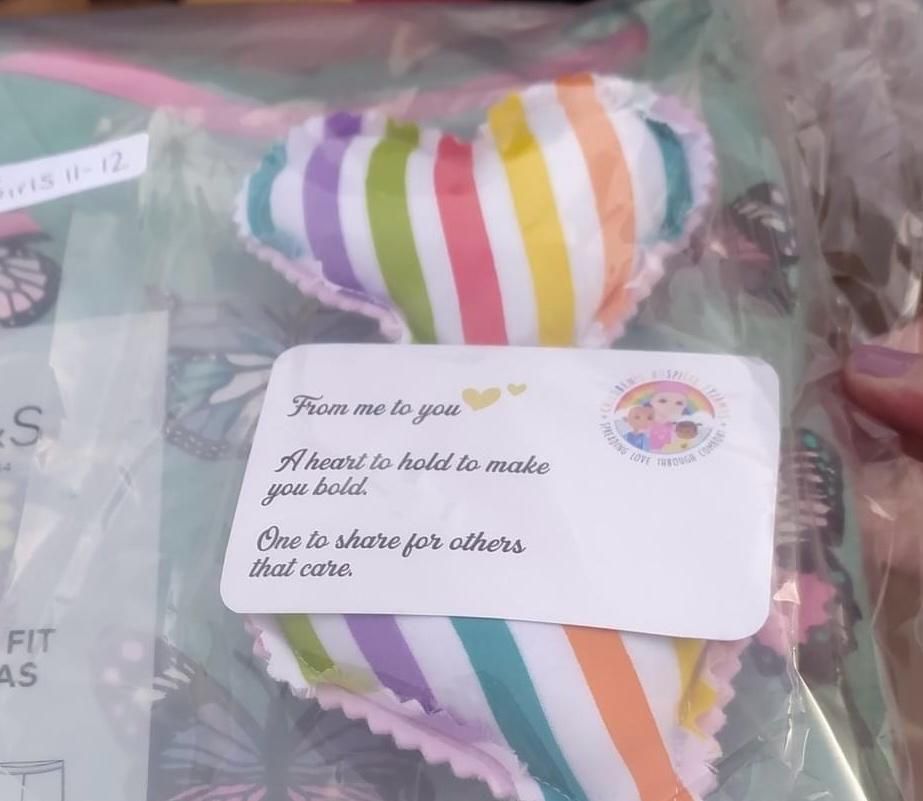 11-12
From me to you
A heart to hold to make
you bold.
One to share for others
that care.
SPREADING LOVE THROUGH COMFORT
FIT
AS